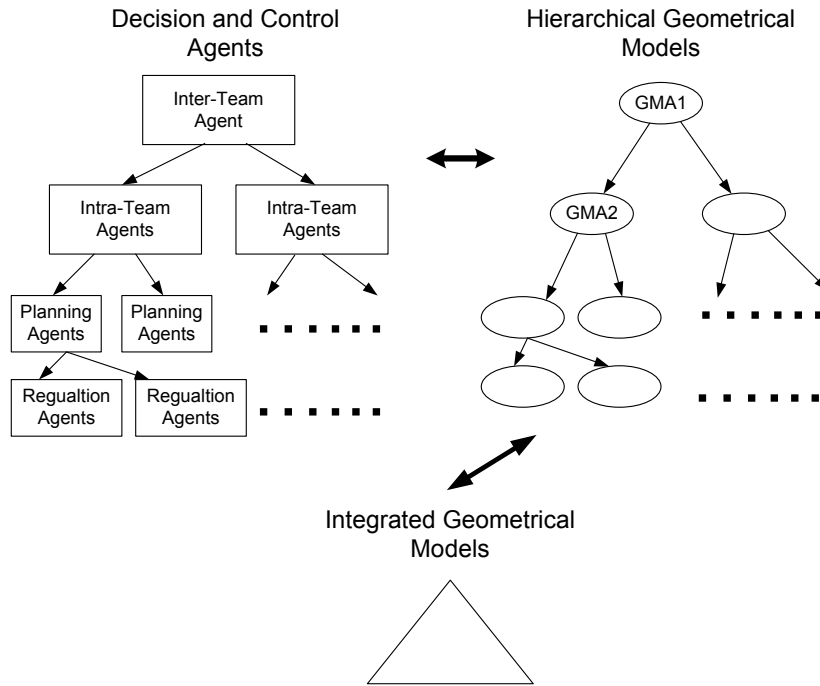 Decision and Control
Agents
Hierarchical Geometrical
Models
Inter-Team
Agent
GMA1
Intra-Team
Agents
Intra-Team
Agents
GMA2
Planning
Agents
Planning
Agents
Regualtion
Agents
Regualtion
Agents
Integrated Geometrical
Models